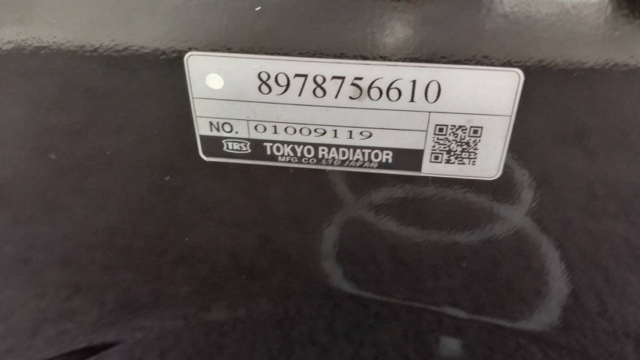 8978756610
NO. 01009119
TRS TOKYO RADIATOR
MFG CO LTD JAPAN